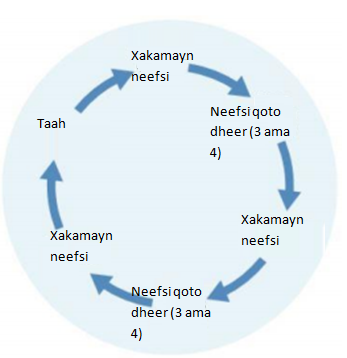 Xakamayn
neefsi
Neefsi qoto
dheer (3 ama
4)
Xakamayn
neefsi
Neefsi qoto
dheer (3 ama
4)
Xakamayn
neefsi
Taah